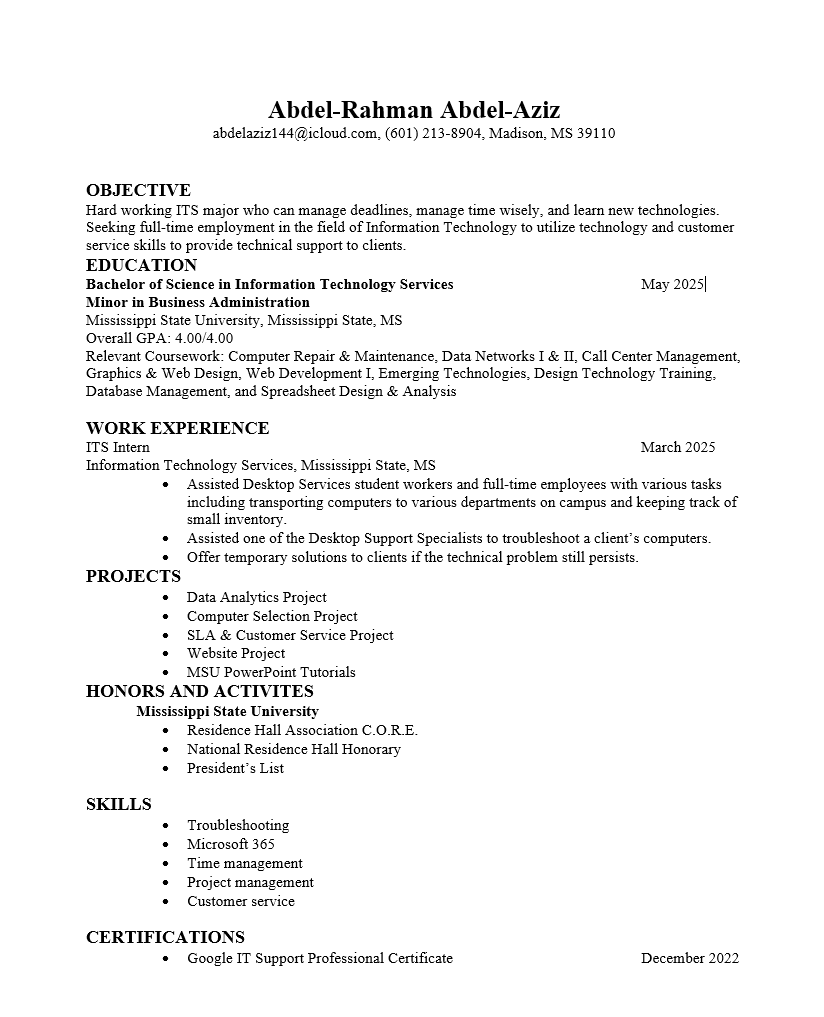 Abdel-Rahman Abdel-Aziz
abdelaziz144@icloud.com, (601) 213-8904, Madison, MS 39110
OBJECTIVE
Hard working ITS major who can manage deadlines, manage time wisely, and learn new technologies.
Seeking full-time employment in the field of Information Technology to utilize technology and customer
service skills to provide technical support to clients.
EDUCATION
Bachelor of Science in Information Technology Services May 2025
Minor in Business Administration
Mississippi State University, Mississippi State, MS
Overall GPA: 4.00/4.00
Relevant Coursework: Computer Repair & Maintenance, Data Networks I & II, Call Center Management,
Graphics & Web Design, Web Development I, Emerging Technologies, Design Technology Training,
Database Management, and Spreadsheet Design & Analysis
WORK EXPERIENCE
ITS Intern March 2025
Information Technology Services, Mississippi State, MS
• Assisted Desktop Services student workers and full-time employees with various tasks
including transporting computers to various departments on campus and keeping track of
small inventory.
• Assisted one of the Desktop Support Specialists to troubleshoot a client’s computers.
• Offer temporary solutions to clients if the technical problem still persists.
PROJECTS
• Data Analytics Project
• Computer Selection Project
• SLA & Customer Service Project
• Website Project
• MSU PowerPoint Tutorials
HONORS AND ACTIVITES
Mississippi State University
• Residence Hall Association C.O.R.E.
• National Residence Hall Honorary
• President’s List
SKILLS
• Troubleshooting
• Microsoft 365
• Time management
• Project management
• Customer service
CERTIFICATIONS
• Google IT Support Professional Certificate December 2022